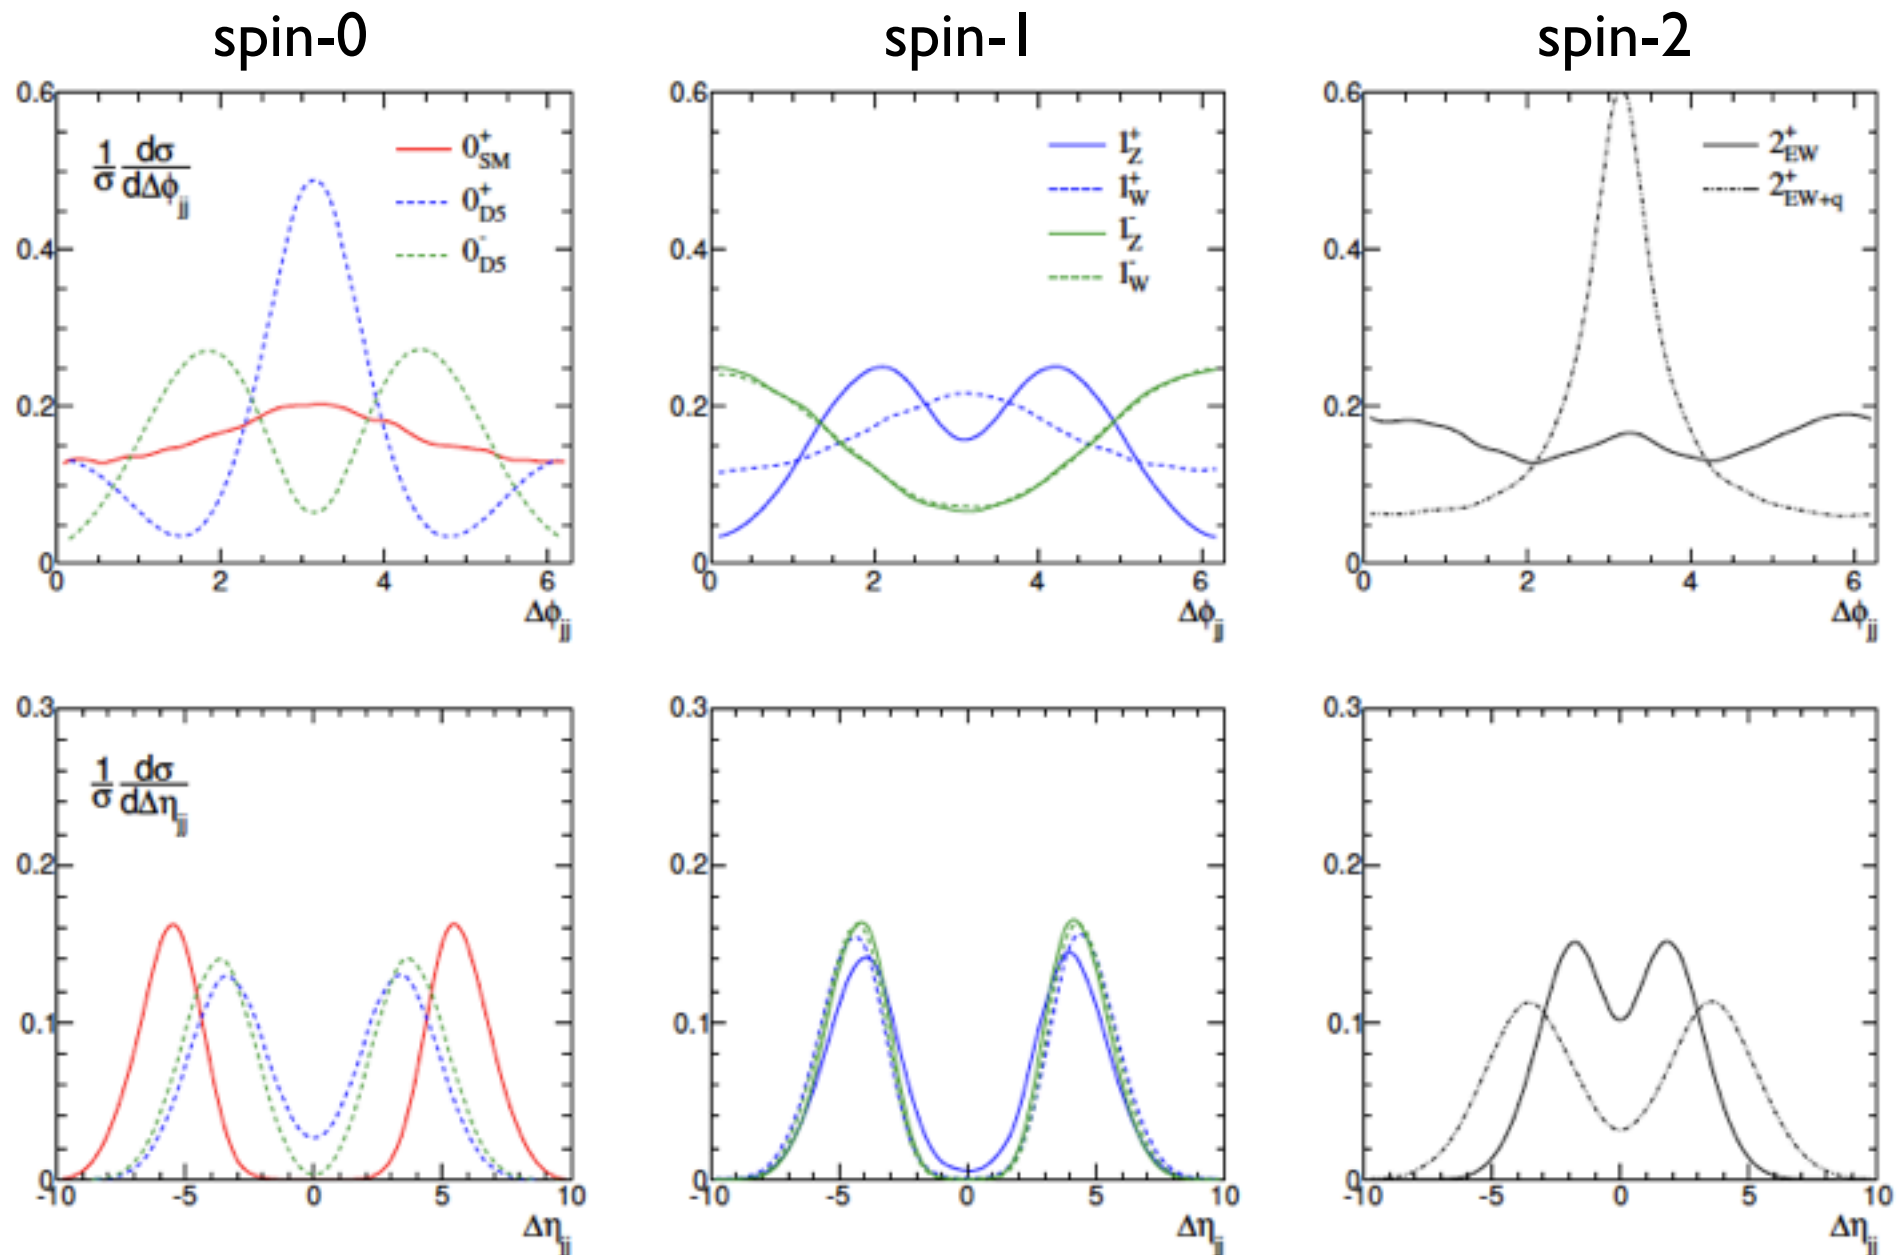 spin-0 spin-1 spin-2
0.6 0.6 0.6
1/σ dσ/dΔϕjj
0+SM
0+D5
0-D5
1+Z
1+W
1-Z
1-W
2+EW
2+EW+q
0.4 0.4 0.4
0.2 0.2 0.2
0 0 0
0 2 4 6 0 2 4 6 0 2 4 6
Δϕjj Δϕjj Δϕjj
0.3 0.3 0.3
1/σ dσ/dΔηjj
0.2 0.2 0.2
0.1 0.1 0.1
0 0 0
-10 -5 0 5 10 -10 -5 0 5 10 -10 -5 0 5 10
Δηjj Δηjj Δηjj